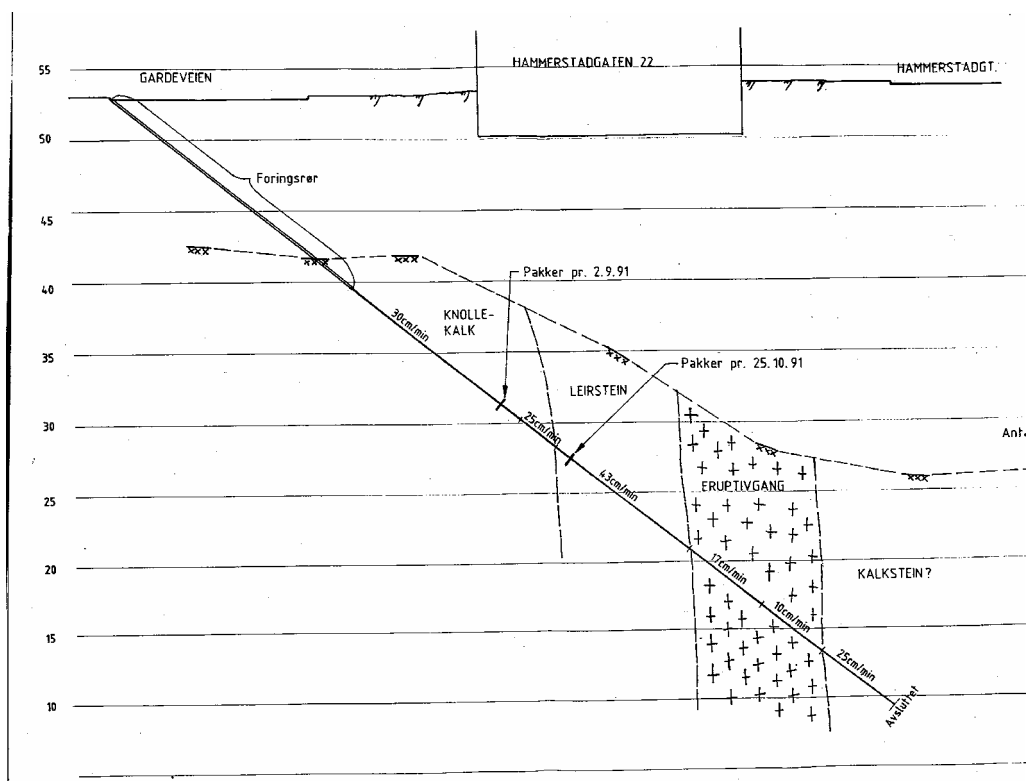 HAMMERSTADGATEN 22
55
GARDEVEIEN
HAMMERSTADGT.
50
Foringsrør
45
40
Pakker pr. 2.9.91
30cm/min
KNOLLE-
KALK
35
Pakker pr. 25.10.91
LEIRSTEIN
30
25cm/min
25
43cm/min
ERUPTIVGANG
20
17cm/min
KALKSTEIN?
15
10cm/min
25cm/min
10
Avsluttet